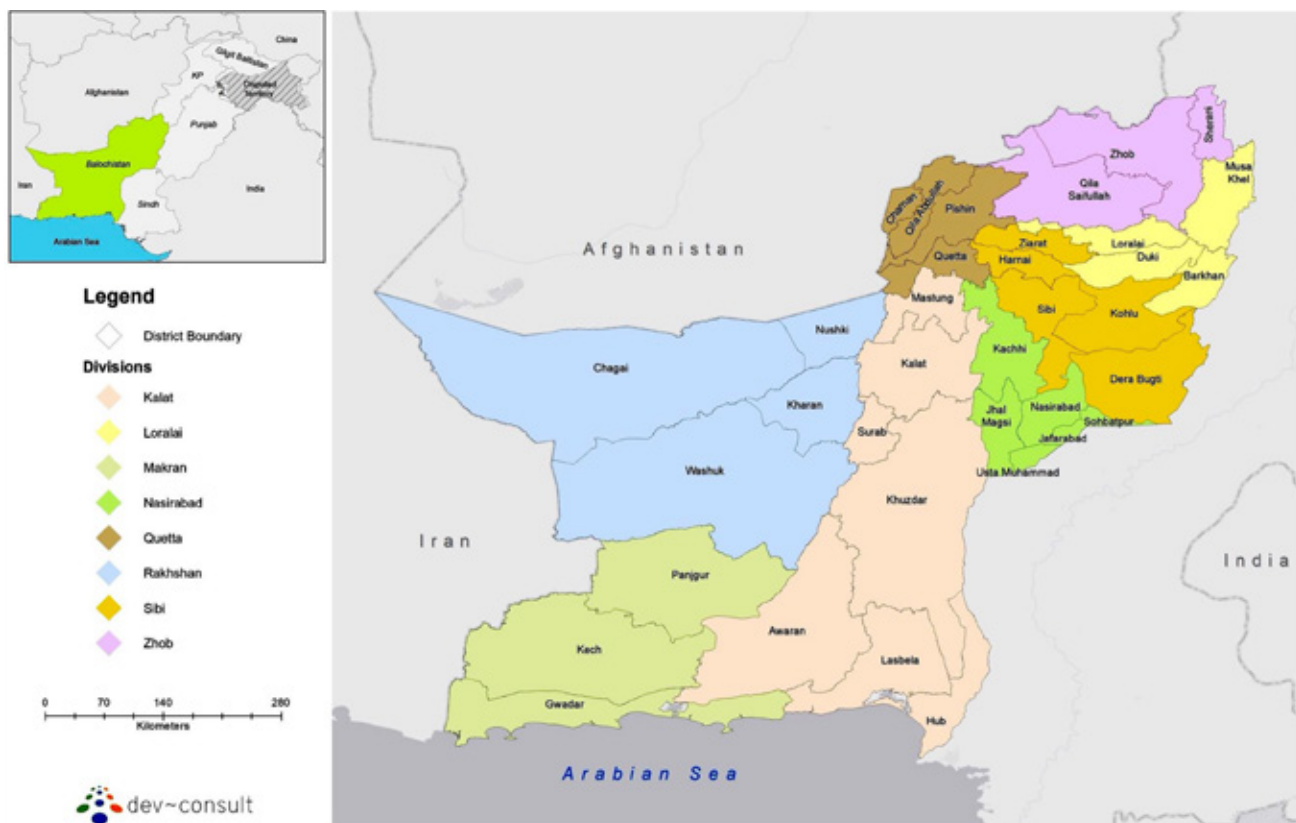 China
Gilgit Baltistan
KP
Disputed
Territory
Afghanistan
Punjab
Balochistan
Iran
India
Sindh
Arabian Sea
Legend
District Boundary
Divisions
Kalat
Loralai
Makran
Nasirabad
Quetta
Rakhshan
Sibi
Zhob
0 70 140 280
Kilometers
dev~consult
Sherani
Zhob
Musa
Khel
Qila
Saifullah
Chaman
Qila Abdullah
Pishin
Ziarat
Loralai
Afghanistan
Quetta
Harnai
Duki
Barkhan
Mastung
Sibi
Kohlu
Nushki
Kachhi
Chagai
Kalat
Dera Bugti
Kharan
Jhal
Magsi
Nasirabad
Sohbatpur
Surab
Jafarabad
Washuk
Usta Muhammad
Khuzdar
Iran
India
Panjgur
Awaran
Kech
Lasbela
Gwadar
Hub
Arabian Sea